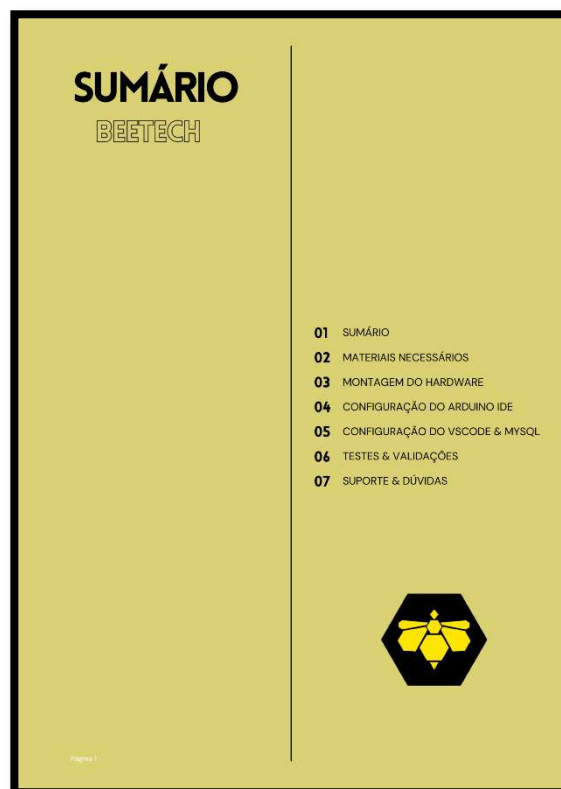 SUMÁRIO
BEETECH
01 SUMÁRIO
02 MATERIAIS NECESSÁRIOS
03 MONTAGEM DO HARDWARE
04 CONFIGURAÇÃO DO ARDUINO IDE
05 CONFIGURAÇÃO DO VSCODE & MYSQL
06 TESTES & VALIDAÇÕES
07 SUPORTE & DÚVIDAS
Página 1